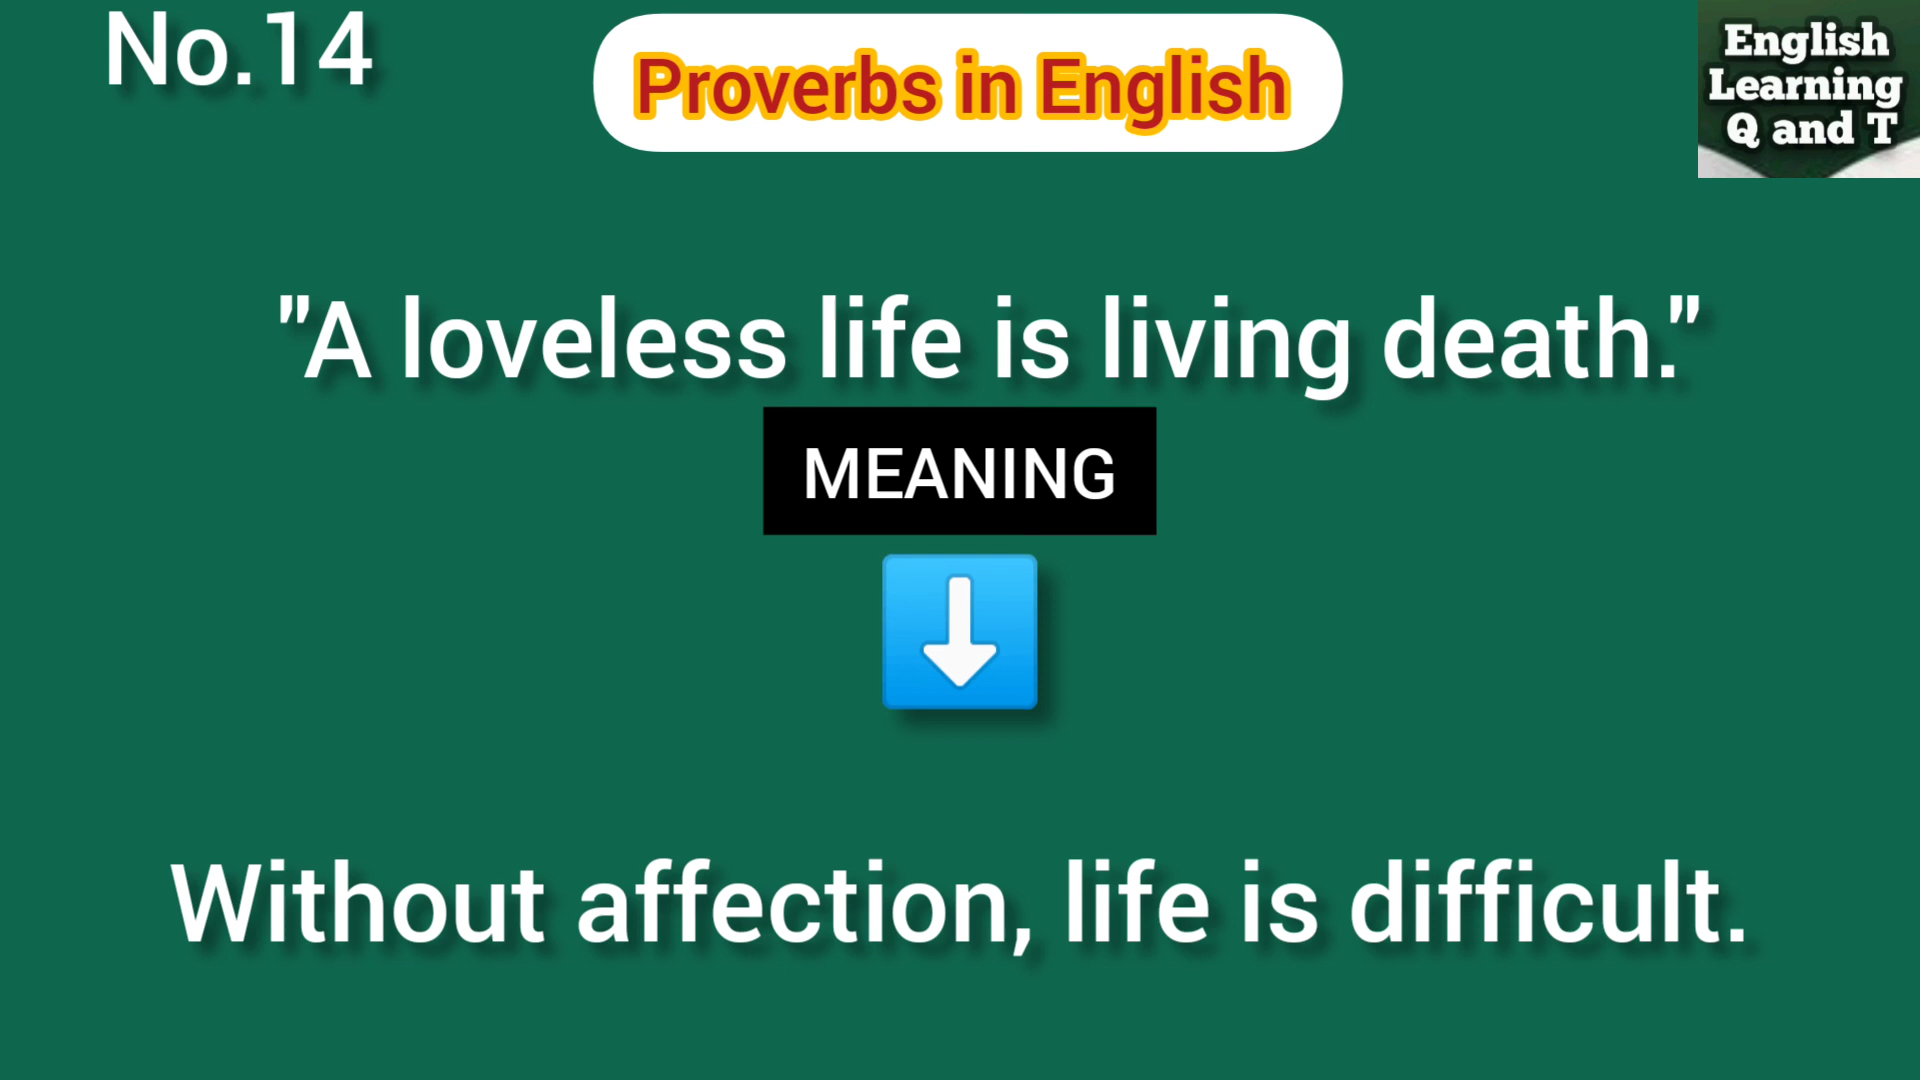 No.14
Proverbs in English
English
Learning
Q and T
"A loveless life is living death."
MEANING
Without affection, life is difficult.